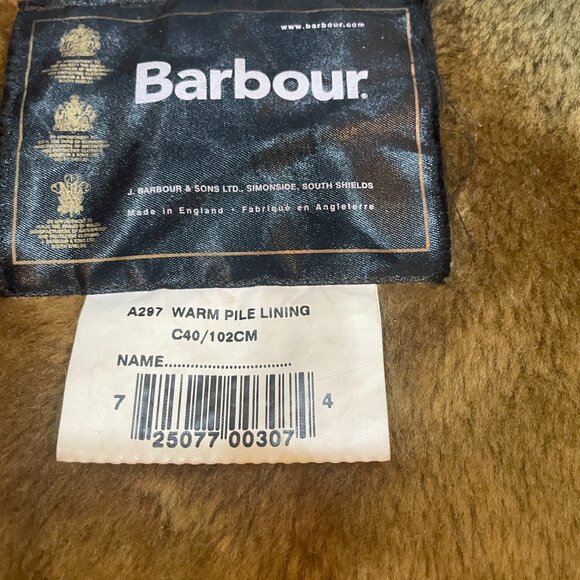 www.barbour.com
Barbour.
J. BARBOUR & SONS LTD., SIMONSIDE, SOUTH SHIELDS
Made in England • Fabriqué en Angleterre
A297 WARM PILE LINING
C40/102CM
NAME................................
7 25077 00307 4